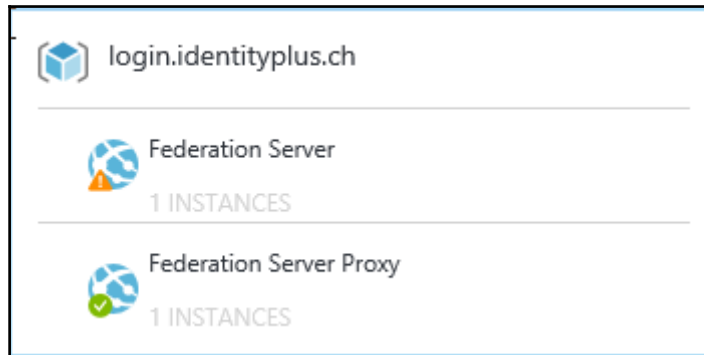 login.identityplus.ch
Federation Server
1 INSTANCES
Federation Server Proxy
1 INSTANCES